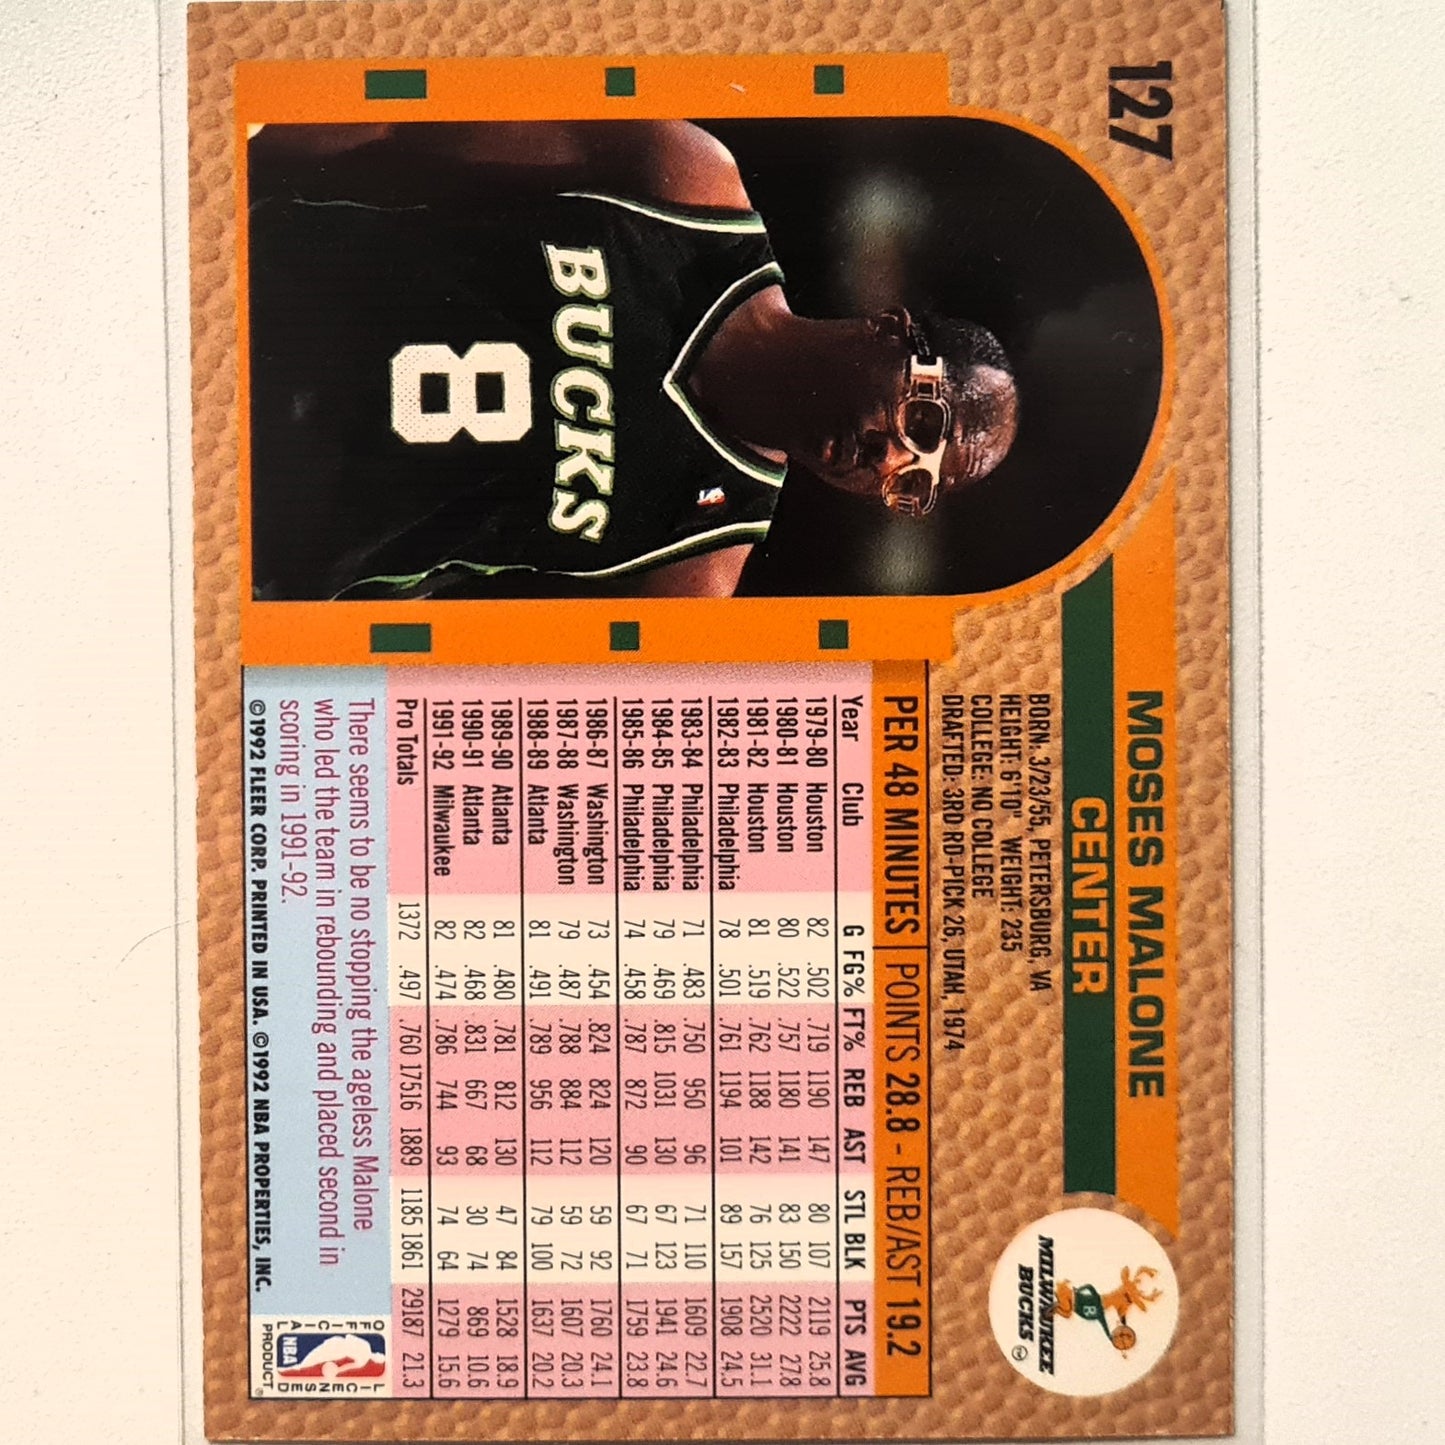 127
MOSES MALONE
CENTER
BORN: 3/23/55, PETERSBURG, VA
HEIGHT: 6'10" WEIGHT: 235
COLLEGE: NO COLLEGE
DRAFTED: 3RD RD-PICK 26, UTAH, 1974
MILWAUKEE
BUCKS
BUCKS
8
PER 48 MINUTES POINTS 28.8 - REB/AST 19.2
Year Club G FG% FT% REB AST STL BLK PTS AVG
1979-80 Houston 82 .502 .719 1190 147 80 107 2119 25.8
1980-81 Houston 80 .522 .757 1180 141 83 150 2222 27.8
1981-82 Houston 81 .519 .762 1188 142 76 125 2520 31.1
1982-83 Philadelphia 78 .501 .761 1194 101 89 157 1908 24.5
1983-84 Philadelphia 71 .483 .750 950 96 71 110 1609 22.7
1984-85 Philadelphia 79 .469 .815 1031 130 67 123 1941 24.6
1985-86 Philadelphia 74 .458 .787 872 90 67 71 1759 23.8
1986-87 Washington 73 .454 .824 824 120 59 92 1760 24.1
1987-88 Washington 79 .487 .788 884 112 59 72 1607 20.3
1988-89 Atlanta 81 .491 .789 956 112 79 100 1637 20.2
1989-90 Atlanta 81 .480 .781 812 130 47 84 1528 18.9
1990-91 Atlanta 82 .468 .831 667 68 30 74 869 10.6
1991-92 Milwaukee 82 .474 .786 744 93 74 64 1279 15.6
Pro Totals 1372 .497 .760 17516 1889 1185 1861 29187 21.3
There seems to be no stopping the ageless Malone
who led the team in rebounding and placed second in
scoring in 1991-92.
©1992 FLEER CORP. PRINTED IN USA. ©1992 NBA PROPERTIES, INC.
OFFICIAL
LICENSED
NBA
PRODUCT®